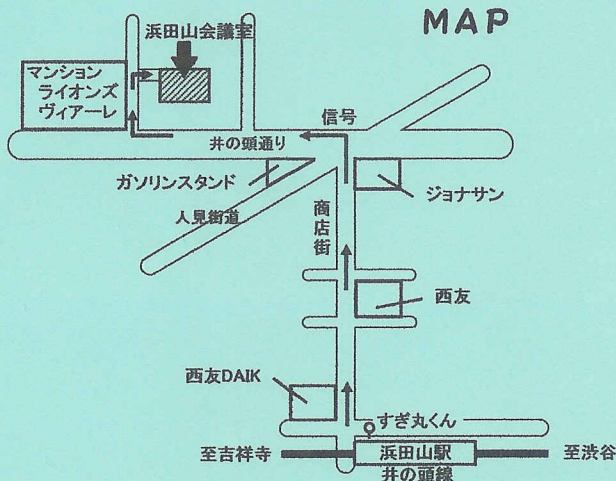 MAP
浜田山会議室
マンション
ライオンズ
ヴィアーレ
信号
井の頭通り
ガソリンスタンド
ジョナサン
人見街道
商店街
西友
西友DAIK
すぎ丸くん
至吉祥寺
浜田山駅
至渋谷
井の頭線